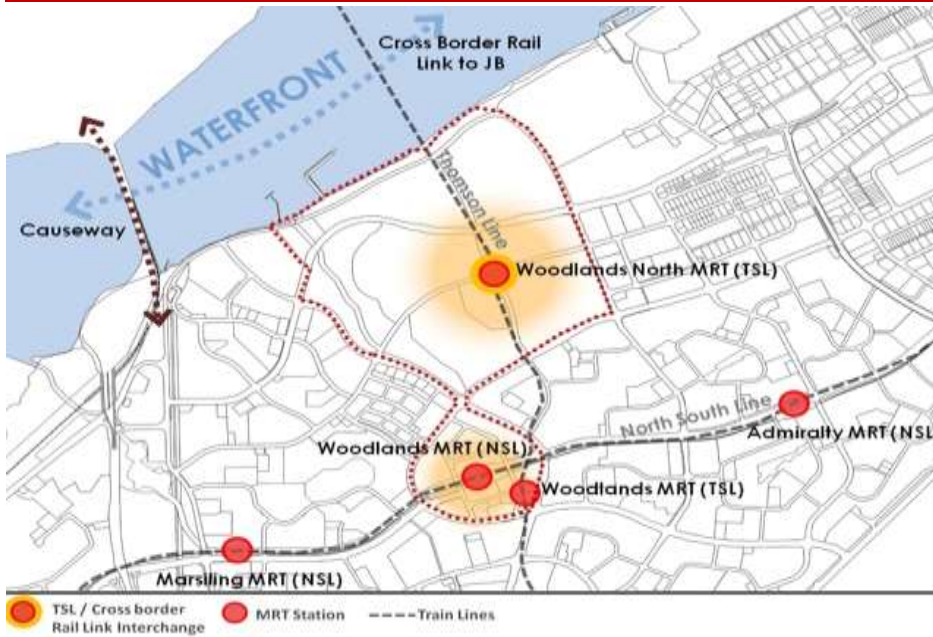 Cross Border Rail
Link to JB
WATERFRONT
Causeway
Thomson Line
Woodlands North MRT (TSL)
North South Line
Admiralty MRT (NSL
Woodlands MRT (NSL)
Woodlands MRT (TSL)
Marsiling MRT (NSL)
TSL / Cross border
Rail Link Interchange
MRT Station
Train Lines